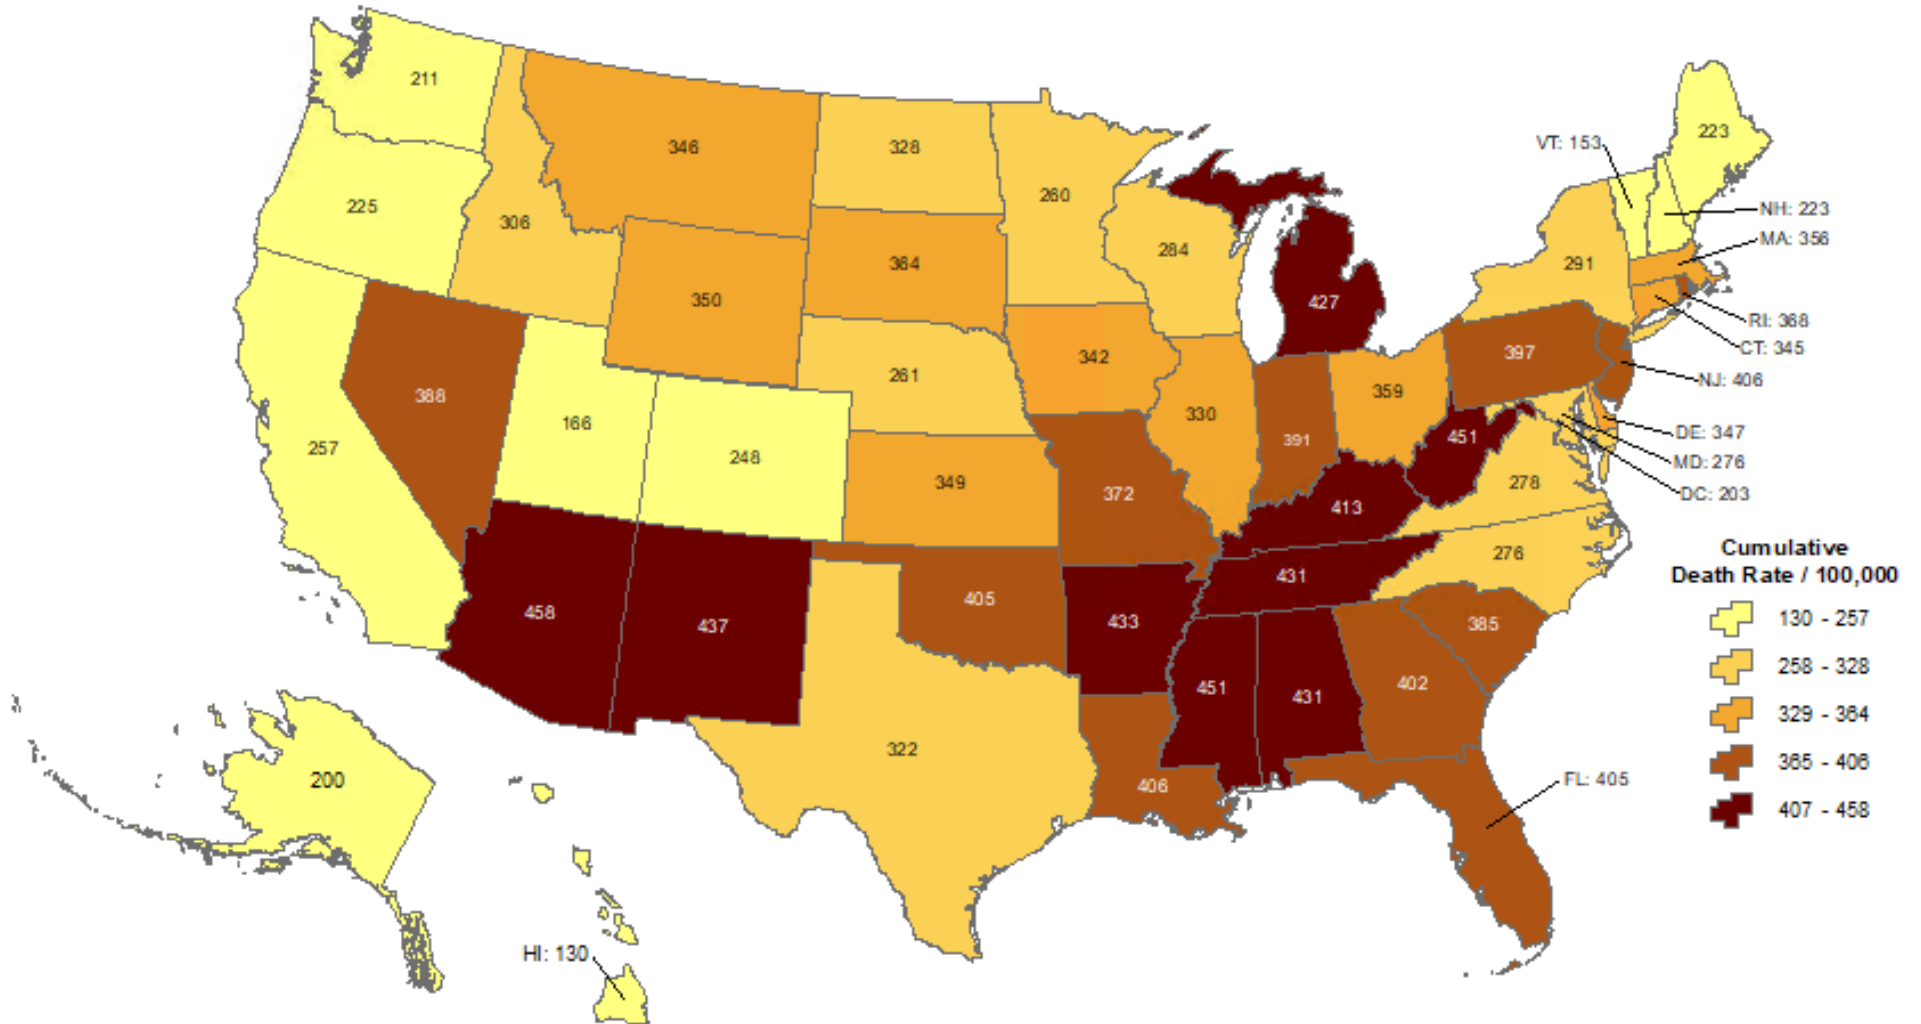 211
223
VT: 153
346
328
260
225
306
NH: 223
MA: 356
284
291
364
350
427
RI: 368
CT: 345
342
397
261
NJ: 406
388
359
330
166
391
451
DE: 347
257
248
MD: 276
349
278
372
DC: 203
413
Cumulative
276
Death Rate / 100,000
431
405
458
437
433
385
130 - 257
258 - 328
402
451
431
329 - 364
322
365 - 406
200
406
FL: 405
407 - 458
HI: 130